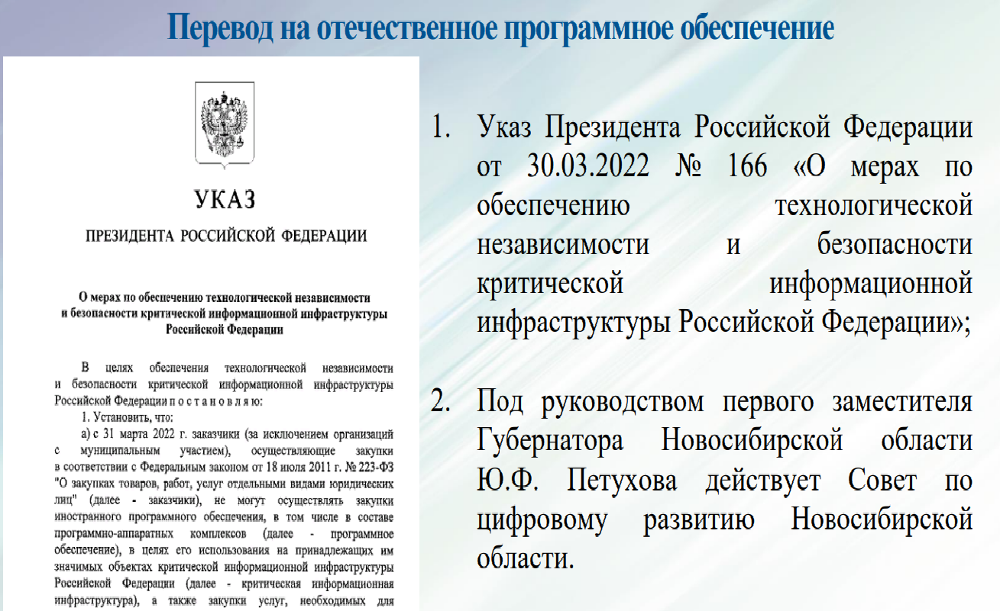 Перевод на отечественное программное обеспечение
УКАЗ
ПРЕЗИДЕНТА РОССИЙСКОЙ ФЕДЕРАЦИИ
О мерах по обеспечению технологической независимости
и безопасности критической информационной инфраструктуры
Российской Федерации
В целях обеспечения технологической независимости
и безопасности критической информационной инфраструктуры
Российской Федерации п о с т а н о в л я ю:
1. Установить, что:
а) с 31 марта 2022 г. заказчики (за исключением организаций
с муниципальным участием), осуществляющие закупки
в соответствии с Федеральным законом от 18 июля 2011 г. № 223-ФЗ
"О закупках товаров, работ, услуг отдельными видами юридических
лиц" (далее - заказчики), не могут осуществлять закупки
иностранного программного обеспечения, в том числе в составе
программно-аппаратных комплексов (далее - программное
обеспечение), в целях его использования на принадлежащих им
значимых объектах критической информационной инфраструктуры
Российской Федерации (далее - критическая информационная
инфраструктура), а также закупки услуг, необходимых для
1. Указ Президента Российской Федерации
от 30.03.2022 № 166 «О мерах по
обеспечению технологической
независимости и безопасности
критической информационной
инфраструктуры Российской Федерации»;
2. Под руководством первого заместителя
Губернатора Новосибирской области
Ю.Ф. Петухова действует Совет по
цифровому развитию Новосибирской
области.